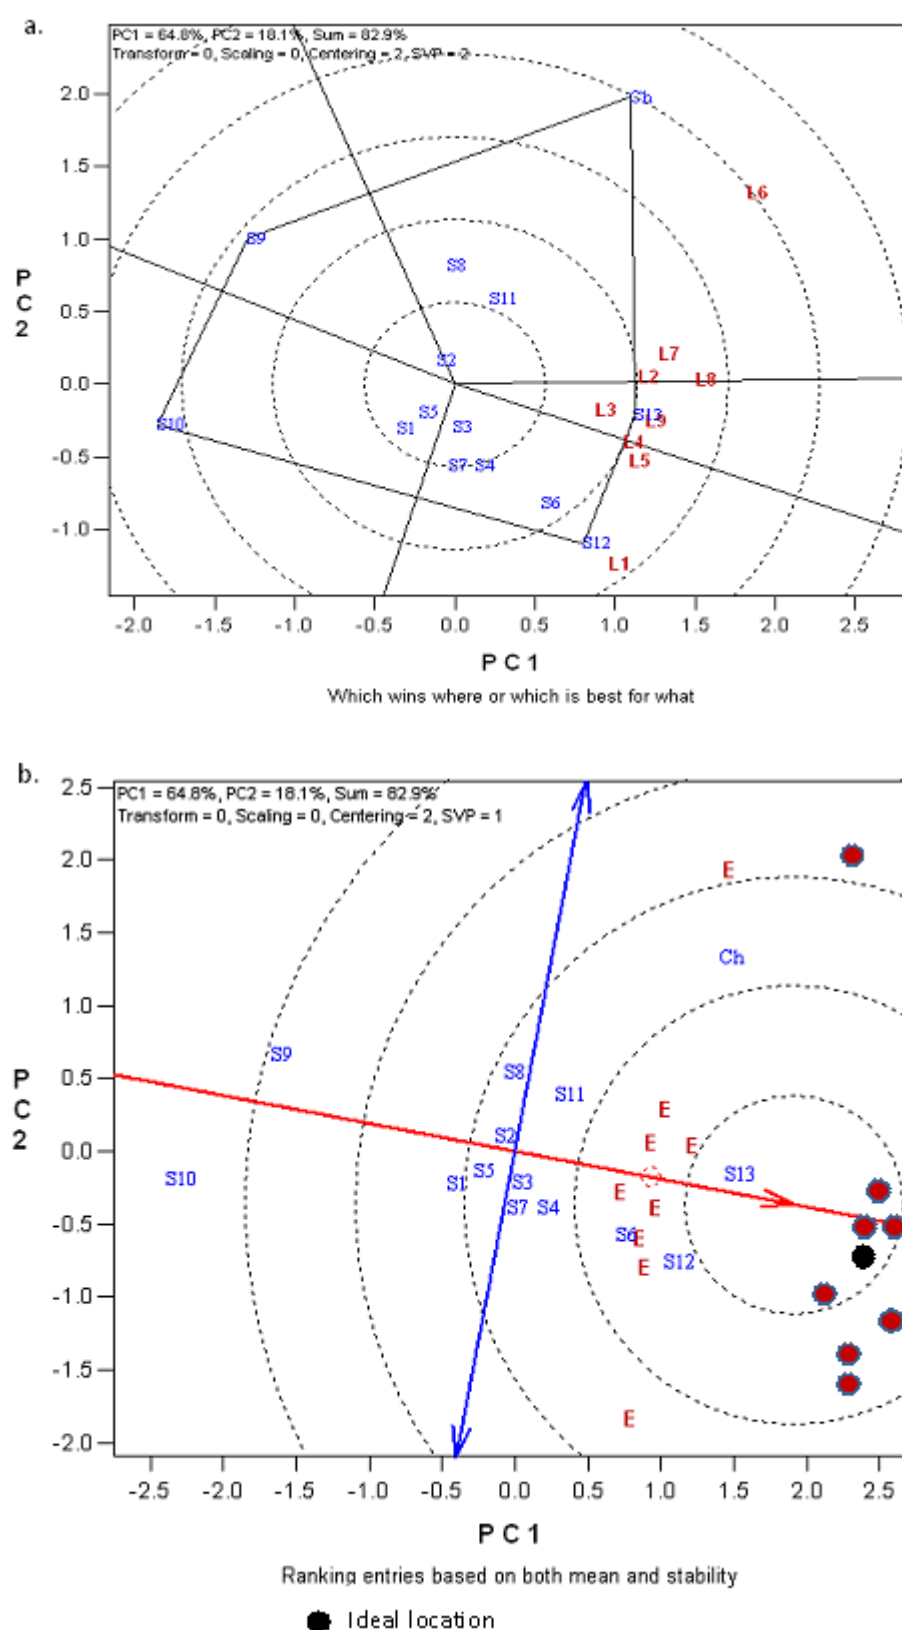 a.
PC1 = 64.8%, PC2 = 18.1%, Sum = 82.9%
Transform = 0, Scaling = 0, Centering = 2, SVP = 2
2.0
Ch
1.5
L6
1.0
S9
S8
P
C
2
0.5
S11
L7
S2
L2
L8
0.0
S5
L3
S13
L9
S10
S1
S3
L4
-0.5
S7
S4
L5
S6
-1.0
S12
L1
-2.0 -1.5 -1.0 -0.5 0.0 0.5 1.0 1.5 2.0 2.5
PC1
Which wins where or which is best for what
b.
2.5
PC1 = 64.8%, PC2 = 18.1%, Sum = 82.9%
Transform = 0, Scaling = 0, Centering = 2, SVP = 1
2.0
E
1.5
Ch
1.0
S9
P
C
2
0.5
S8
S11
E
S2
E
E
0.0
S10
S5
S13
S1
S3
E
S7
S4
E
-0.5
S6
E
S12
E
-1.0
-1.5
E
-2.0
-2.5 -2.0 -1.5 -1.0 -0.5 0.0 0.5 1.0 1.5 2.0 2.5
PC1
Ranking entries based on both mean and stability
Ideal location